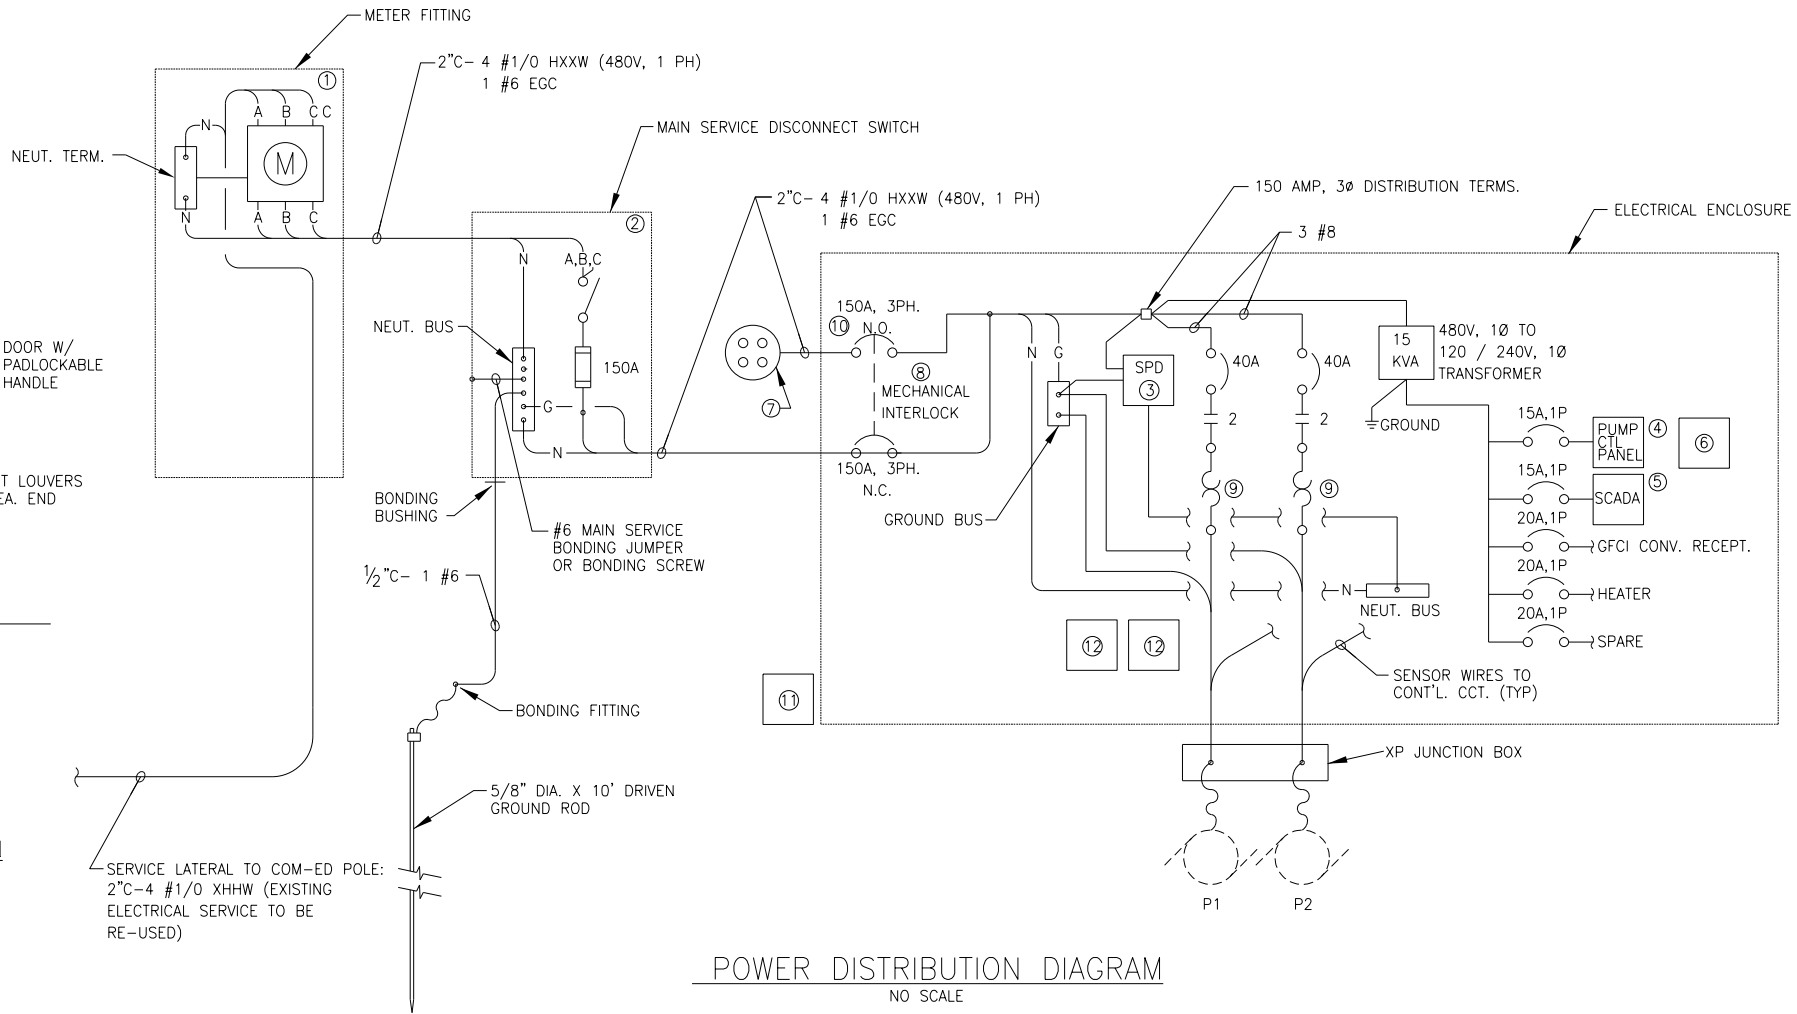 METER FITTING
2"C- 4 #1/0 HXXW (480V, 1 PH)
1 #6 EGC
1
A B C C
N
M
NEUT. TERM.
N
A B C
MAIN SERVICE DISCONNECT SWITCH
2
N
A,B,C
NEUT. BUS
150A
G
N
DOOR W/
PADLOCKABLE
HANDLE
T LOUVERS
EA. END
BONDING
BUSHING
#6 MAIN SERVICE
BONDING JUMPER
OR BONDING SCREW
1/2"C- 1 #6
BONDING FITTING
5/8" DIA. X 10' DRIVEN
GROUND ROD
SERVICE LATERAL TO COM-ED POLE:
2"C-4 #1/0 XHHW (EXISTING
ELECTRICAL SERVICE TO BE
RE-USED)
2"C- 4 #1/0 HXXW (480V, 1 PH)
1 #6 EGC
150 AMP, 3Ø DISTRIBUTION TERMS.
ELECTRICAL ENCLOSURE
3 #8
150A, 3PH.
10
N.O.
7
8
MECHANICAL
INTERLOCK
150A, 3PH.
N.C.
N
G
SPD
3
GROUND BUS
40A
40A
2
2
9
9
15
KVA
480V, 1Ø TO
120 / 240V, 1Ø
TRANSFORMER
GROUND
15A,1P
PUMP
CTL
PANEL
4
6
15A,1P
SCADA
5
20A,1P
GFCI CONV. RECEPT.
20A,1P
HEATER
20A,1P
SPARE
N
NEUT. BUS
12
12
11
SENSOR WIRES TO
CONT'L. CCT. (TYP)
XP JUNCTION BOX
P1
P2
POWER DISTRIBUTION DIAGRAM
NO SCALE